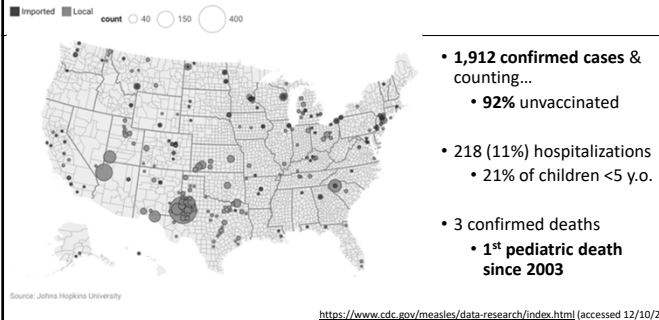 Imported Local count 40 150 400
• 1,912 confirmed cases &
counting…
• 92% unvaccinated
• 218 (11%) hospitalizations
• 21% of children <5 y.o.
• 3 confirmed deaths
• 1st pediatric death
since 2003
Source: Johns Hopkins University
https://www.cdc.gov/measles/data-research/index.html (accessed 12/10/2